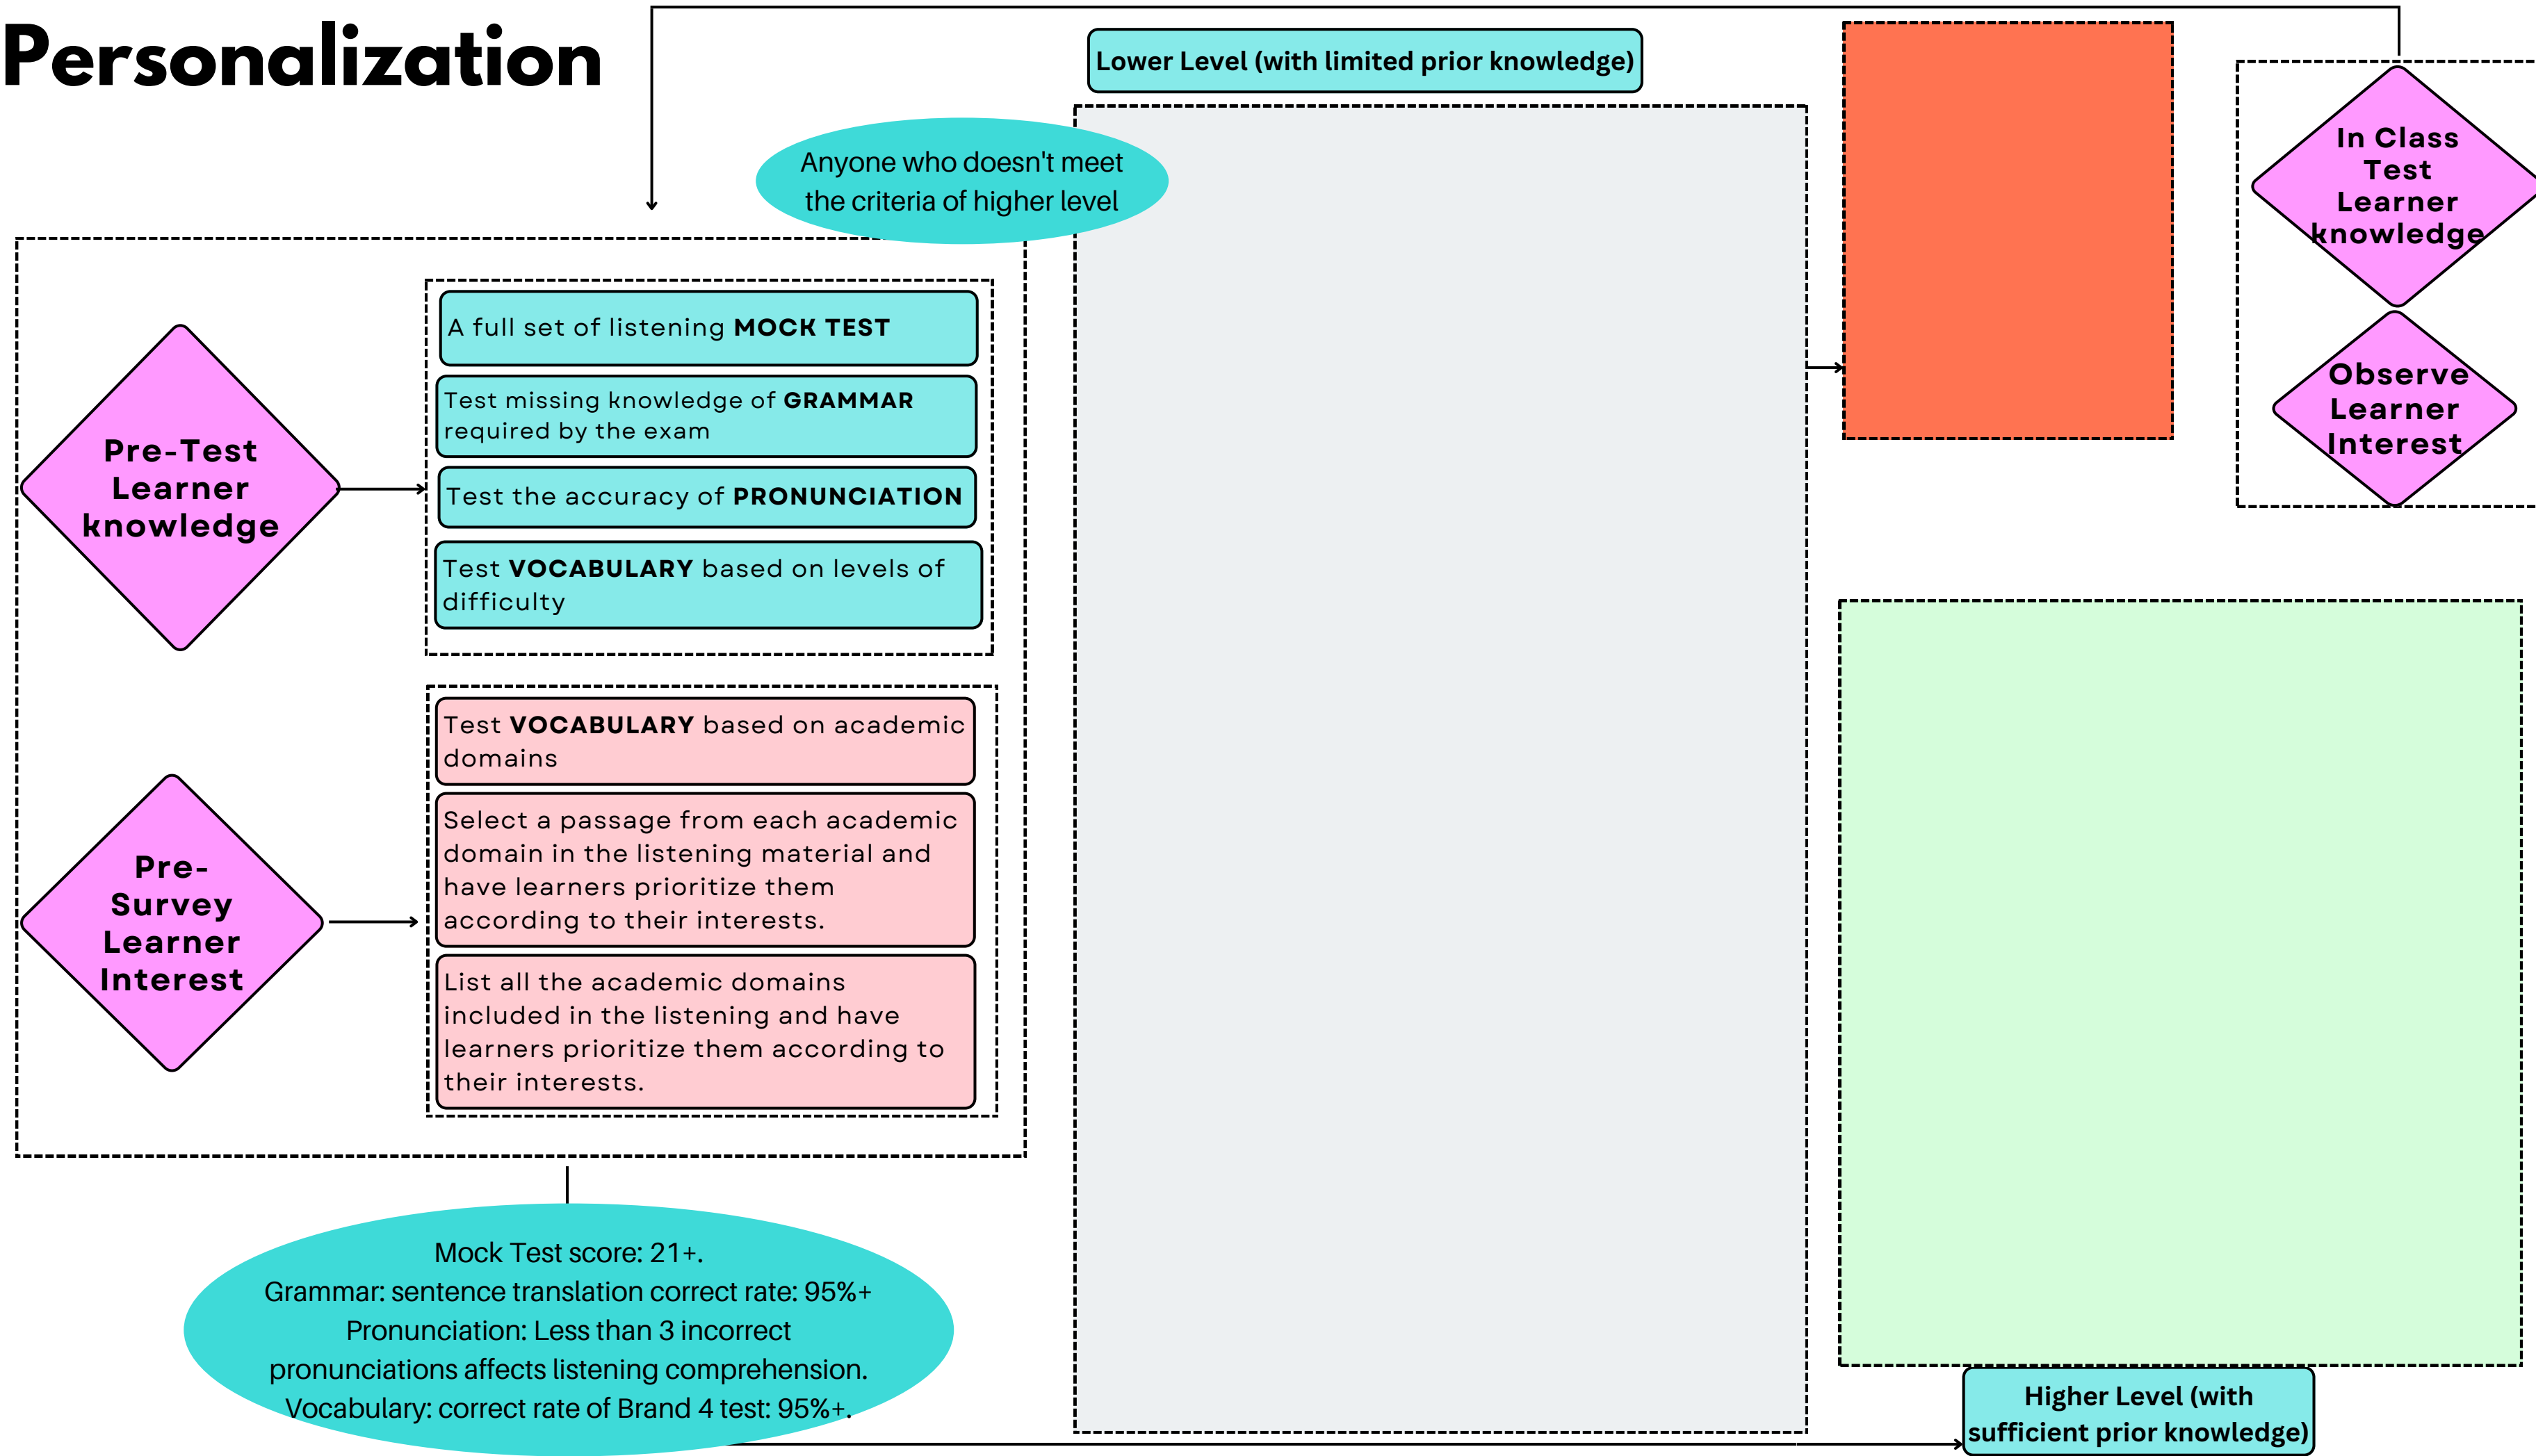 Personalization
Lower Level (with limited prior knowledge)
Anyone who doesn't meet
the criteria of higher level
In Class
Test
Learner
knowledge
Observe
Learner
Interest
Pre-Test
Learner
knowledge
A full set of listening MOCK TEST
Test missing knowledge of GRAMMAR
required by the exam
Test the accuracy of PRONUNCIATION
Test VOCABULARY based on levels of
difficulty
Pre-
Survey
Learner
Interest
Test VOCABULARY based on academic
domains
Select a passage from each academic
domain in the listening material and
have learners prioritize them
according to their interests.
List all the academic domains
included in the listening and have
learners prioritize them according to
their interests.
Mock Test score: 21+.
Grammar: sentence translation correct rate: 95%+
Pronunciation: Less than 3 incorrect
pronunciations affects listening comprehension.
Vocabulary: correct rate of Brand 4 test: 95%+.
Higher Level (with
sufficient prior knowledge)